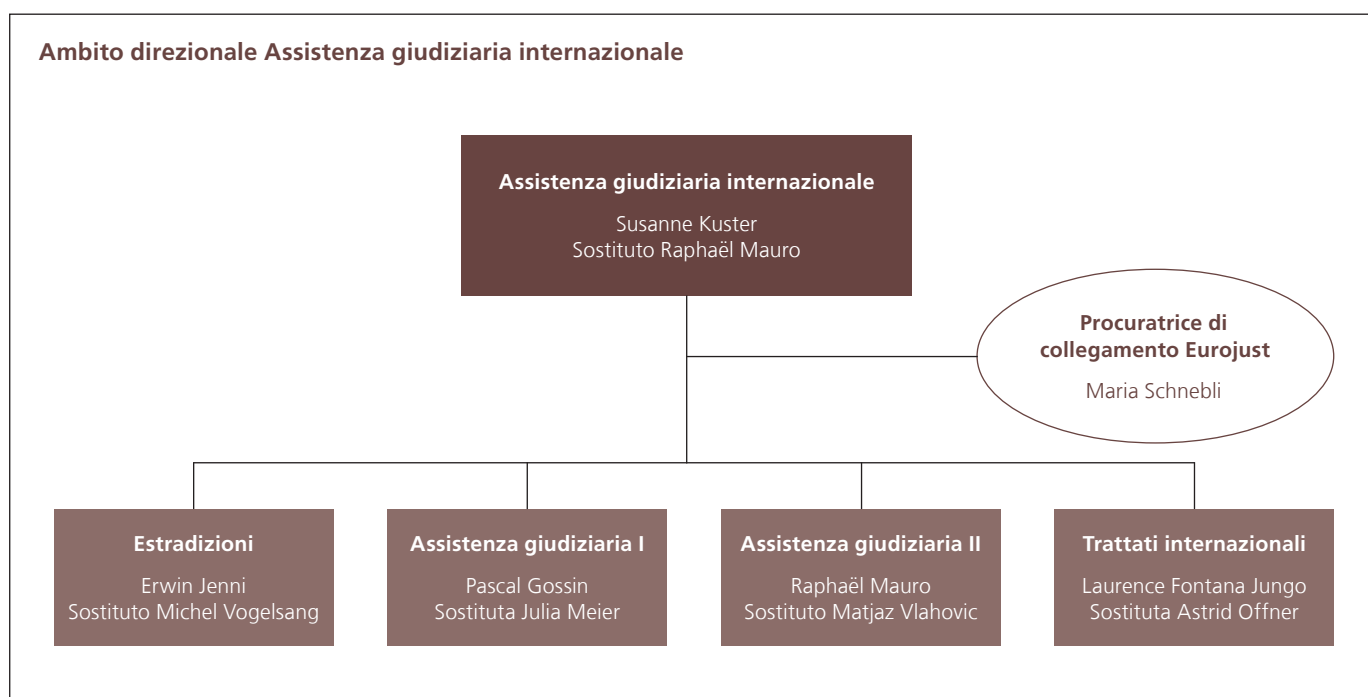 Ambito direzionale Assistenza giudiziaria internazionale
Assistenza giudiziaria internazionale
Susanne Kuster
Sostituto Raphaël Mauro
Procuratrice di
collegamento Eurojust
Maria Schnebli
Estradizioni
Erwin Jenni
Sostituto Michel Vogelsang
Assistenza giudiziaria I
Pascal Gossin
Sostituta Julia Meier
Assistenza giudiziaria II
Raphaël Mauro
Sostituto Matjaz Vlahovic
Trattati internazionali
Laurence Fontana Jungo
Sostituta Astrid Offner